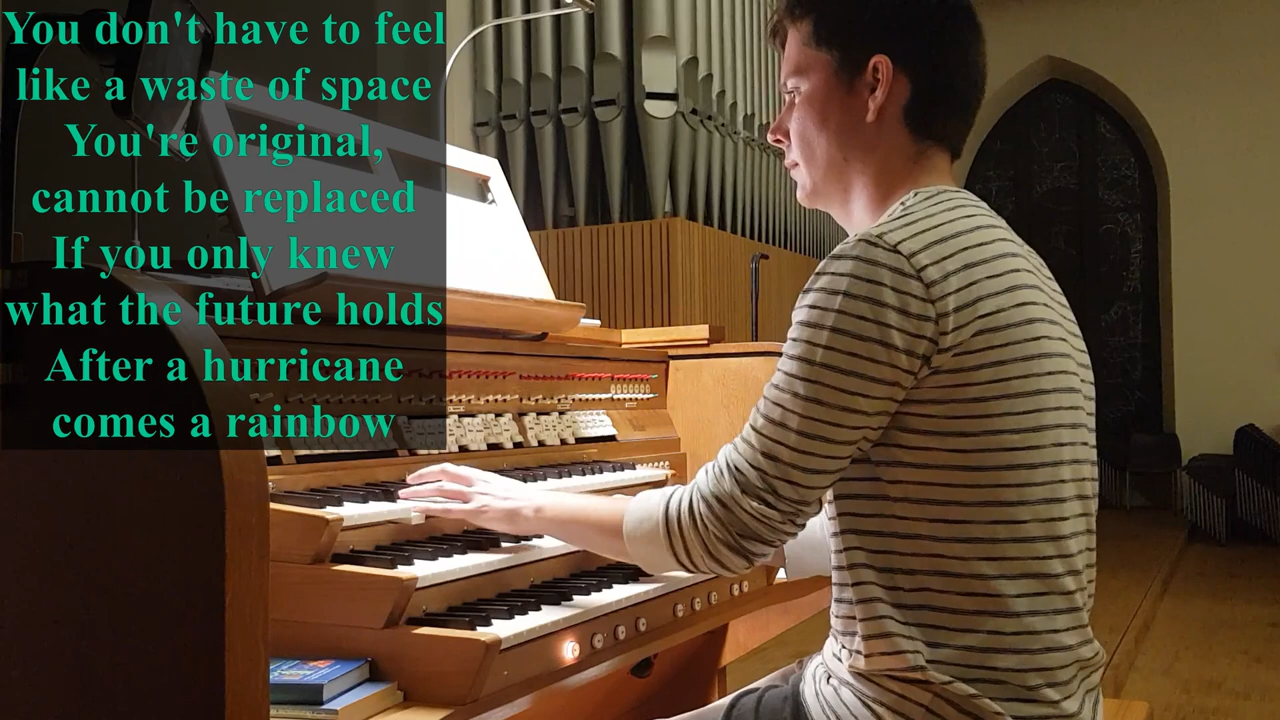 You don't have to feel
like a waste of space
You're original,
cannot be replaced
If you only knew
what the future holds
After a hurricane
comes a rainbow